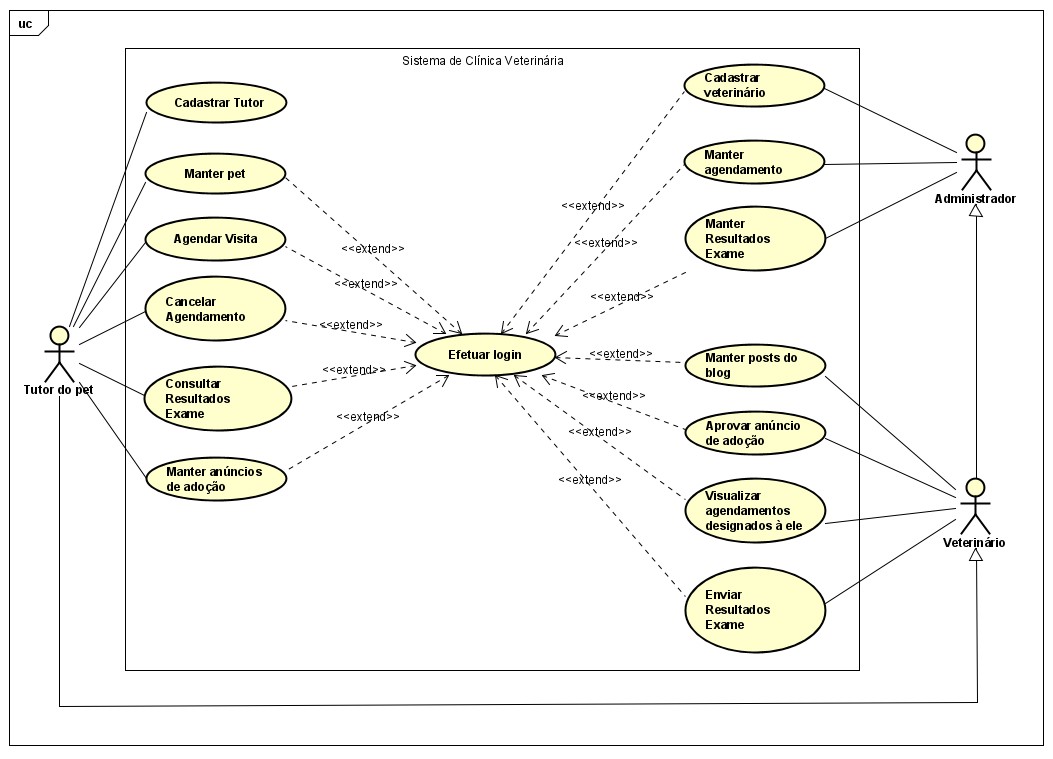 uc
Sistema de Clínica Veterinária
Cadastrar Tutor
Manter pet
Agendar Visita
Cancelar
Agendamento
Consultar
Resultados
Exame
Manter anúncios
de adoção
Tutor do pet
<<extend>>
<<extend>>
<<extend>>
<<extend>>
<<extend>>
Efetuar login
<<extend>>
<<extend>>
<<extend>>
<<extend>>
<<extend>>
<<extend>>
<<extend>>
Cadastrar
veterinário
Manter
agendamento
Manter
Resultados
Exame
Manter posts do
blog
Aprovar anúncio
de adoção
Visualizar
agendamentos
designados à ele
Enviar
Resultados
Exame
Administrador
Veterinário